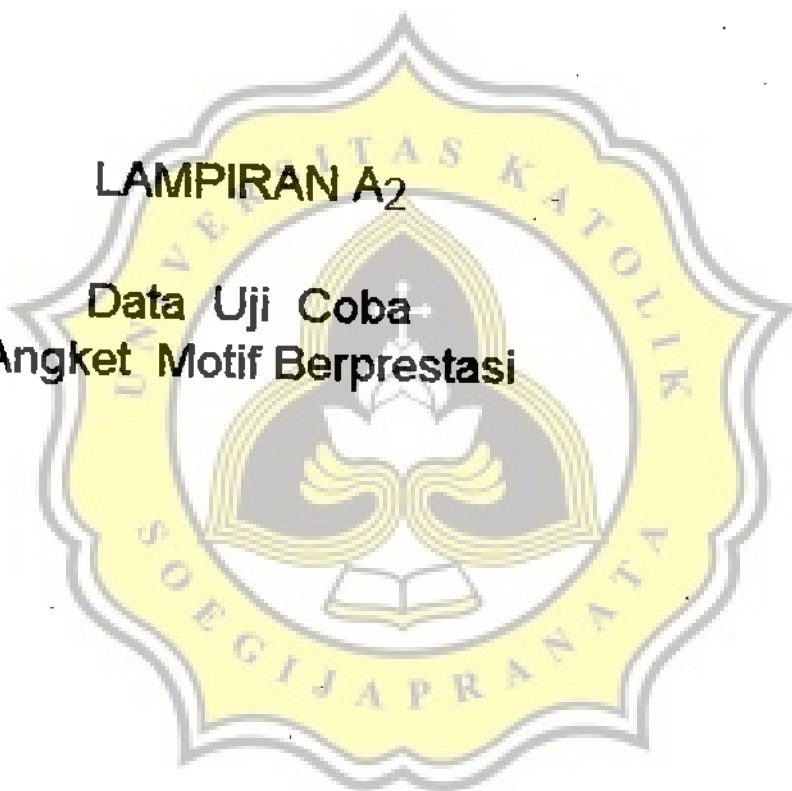 LAMPIRAN A2
Data Uji Coba
Angket Motif Berprestasi
UNIVERSITAS KATOLIK
SOEGIJAPRANATA